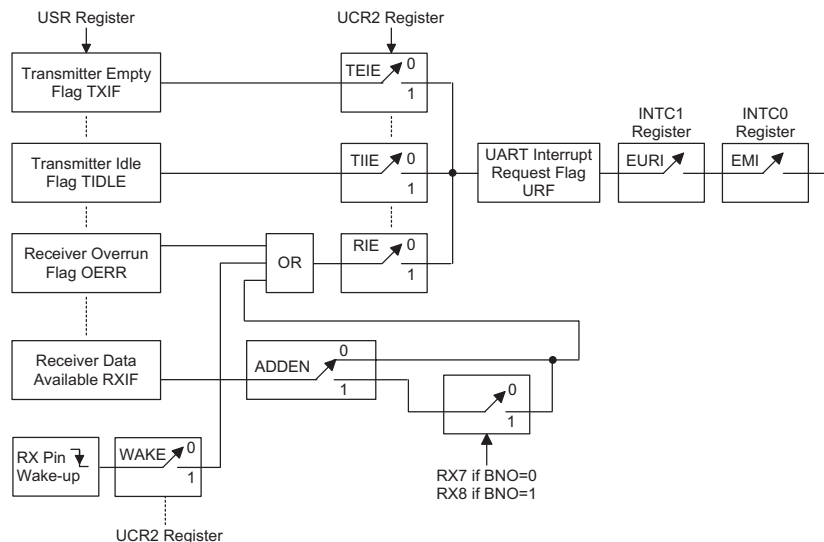 USR Register
UCR2 Register
Transmitter Empty
Flag TXIF
TEIE
0
1
INTC1
Register
INTC0
Register
Transmitter Idle
Flag TIDLE
TIIE
0
1
UART Interrupt
Request Flag
URF
EURI
EMI
Receiver Overrun
Flag OERR
OR
RIE
0
1
Receiver Data
Available RXIF
ADDEN
0
1
0
1
RX Pin
Wake-up
WAKE
0
1
RX7 if BNO=0
RX8 if BNO=1
UCR2 Register